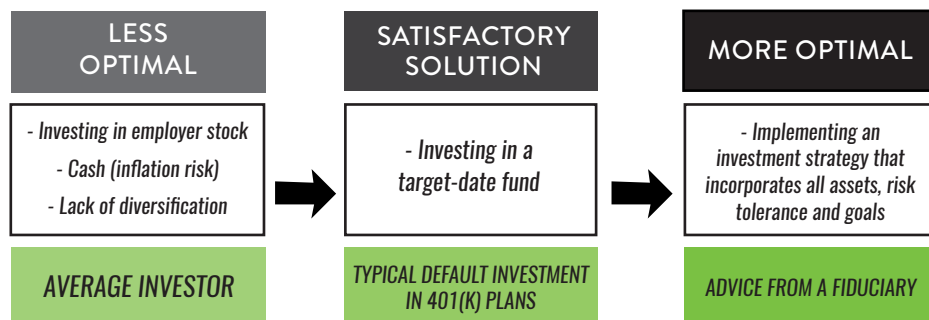 LESS
OPTIMAL
- Investing in employer stock
- Cash (inflation risk)
- Lack of diversification
AVERAGE INVESTOR
SATISFACTORY
SOLUTION
- Investing in a
target-date fund
TYPICAL DEFAULT INVESTMENT
IN 401(K) PLANS
MORE OPTIMAL
- Implementing an
investment strategy that
incorporates all assets, risk
tolerance and goals
ADVICE FROM A FIDUCIARY